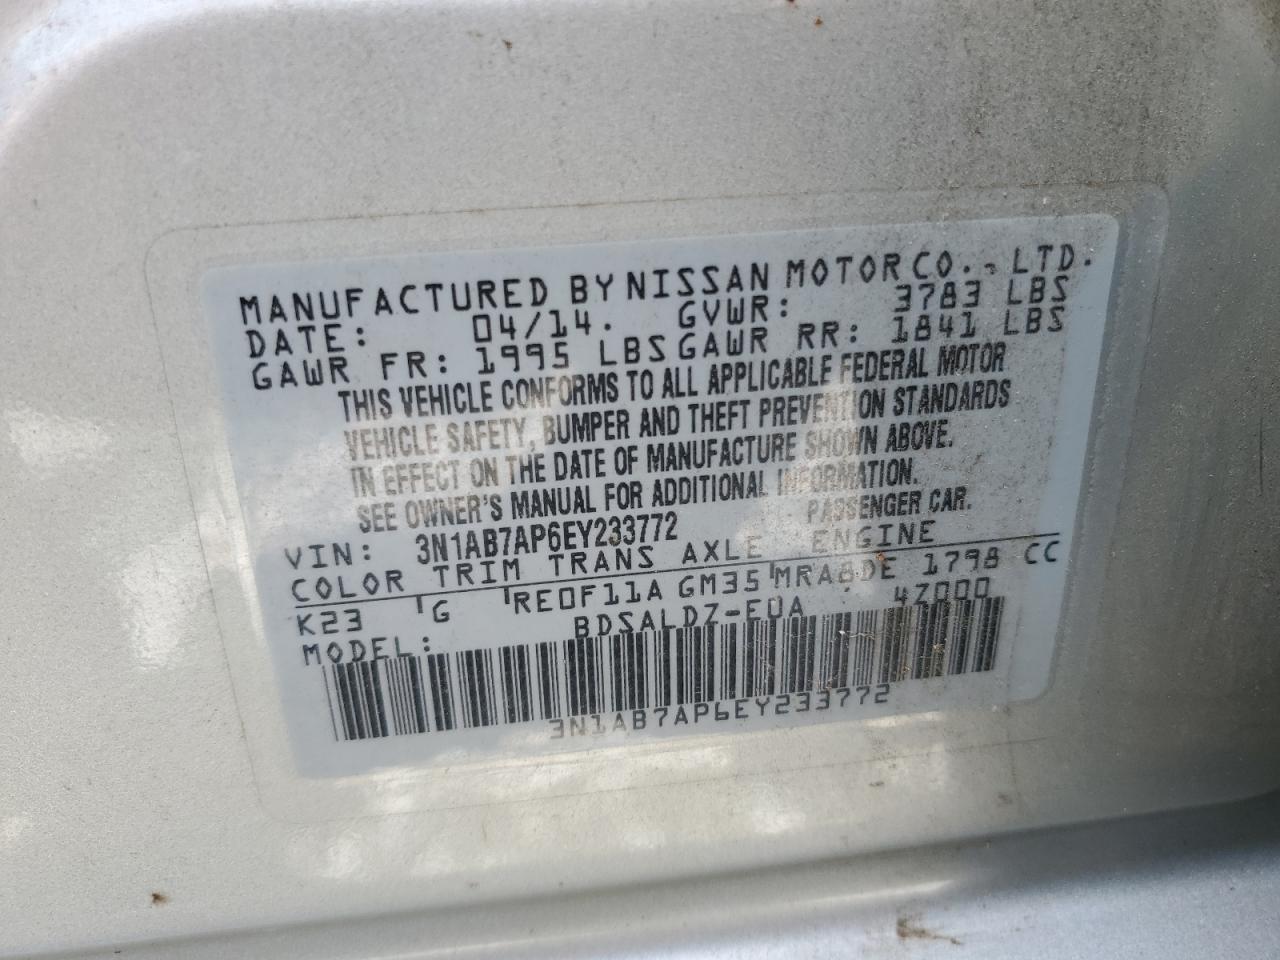 MANUFACTURED BY NISSAN MOTOR CO., LTD.
DATE: 04/14. GVWR: 3783 LBS
GAWR FR: 1995 LBS GAWR RR: 1841 LBS
THIS VEHICLE CONFORMS TO ALL APPLICABLE FEDERAL MOTOR
VEHICLE SAFETY, BUMPER AND THEFT PREVENTION STANDARDS
IN EFFECT ON THE DATE OF MANUFACTURE SHOWN ABOVE.
SEE OWNER'S MANUAL FOR ADDITIONAL INFORMATION.
VIN: 3N1AB7AP6EY233772 PASSENGER CAR.
COLOR TRIM TRANS AXLE ENGINE
K23 G RE0F11A GM35 MRA8DE 1798 CC
MODEL: BDSALDZ-EUA 4Z000
3N1AB7AP6EY233772